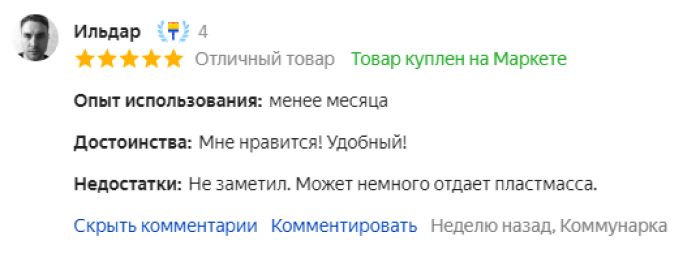 Ильдар 4
Отличный товар Товар куплен на Маркете
Опыт использования: менее месяца
Достоинства: Мне нравится! Удобный!
Недостатки: Не заметил. Может немного отдает пластмасса.
Скрыть комментарии Комментировать Неделю назад, Коммунарка